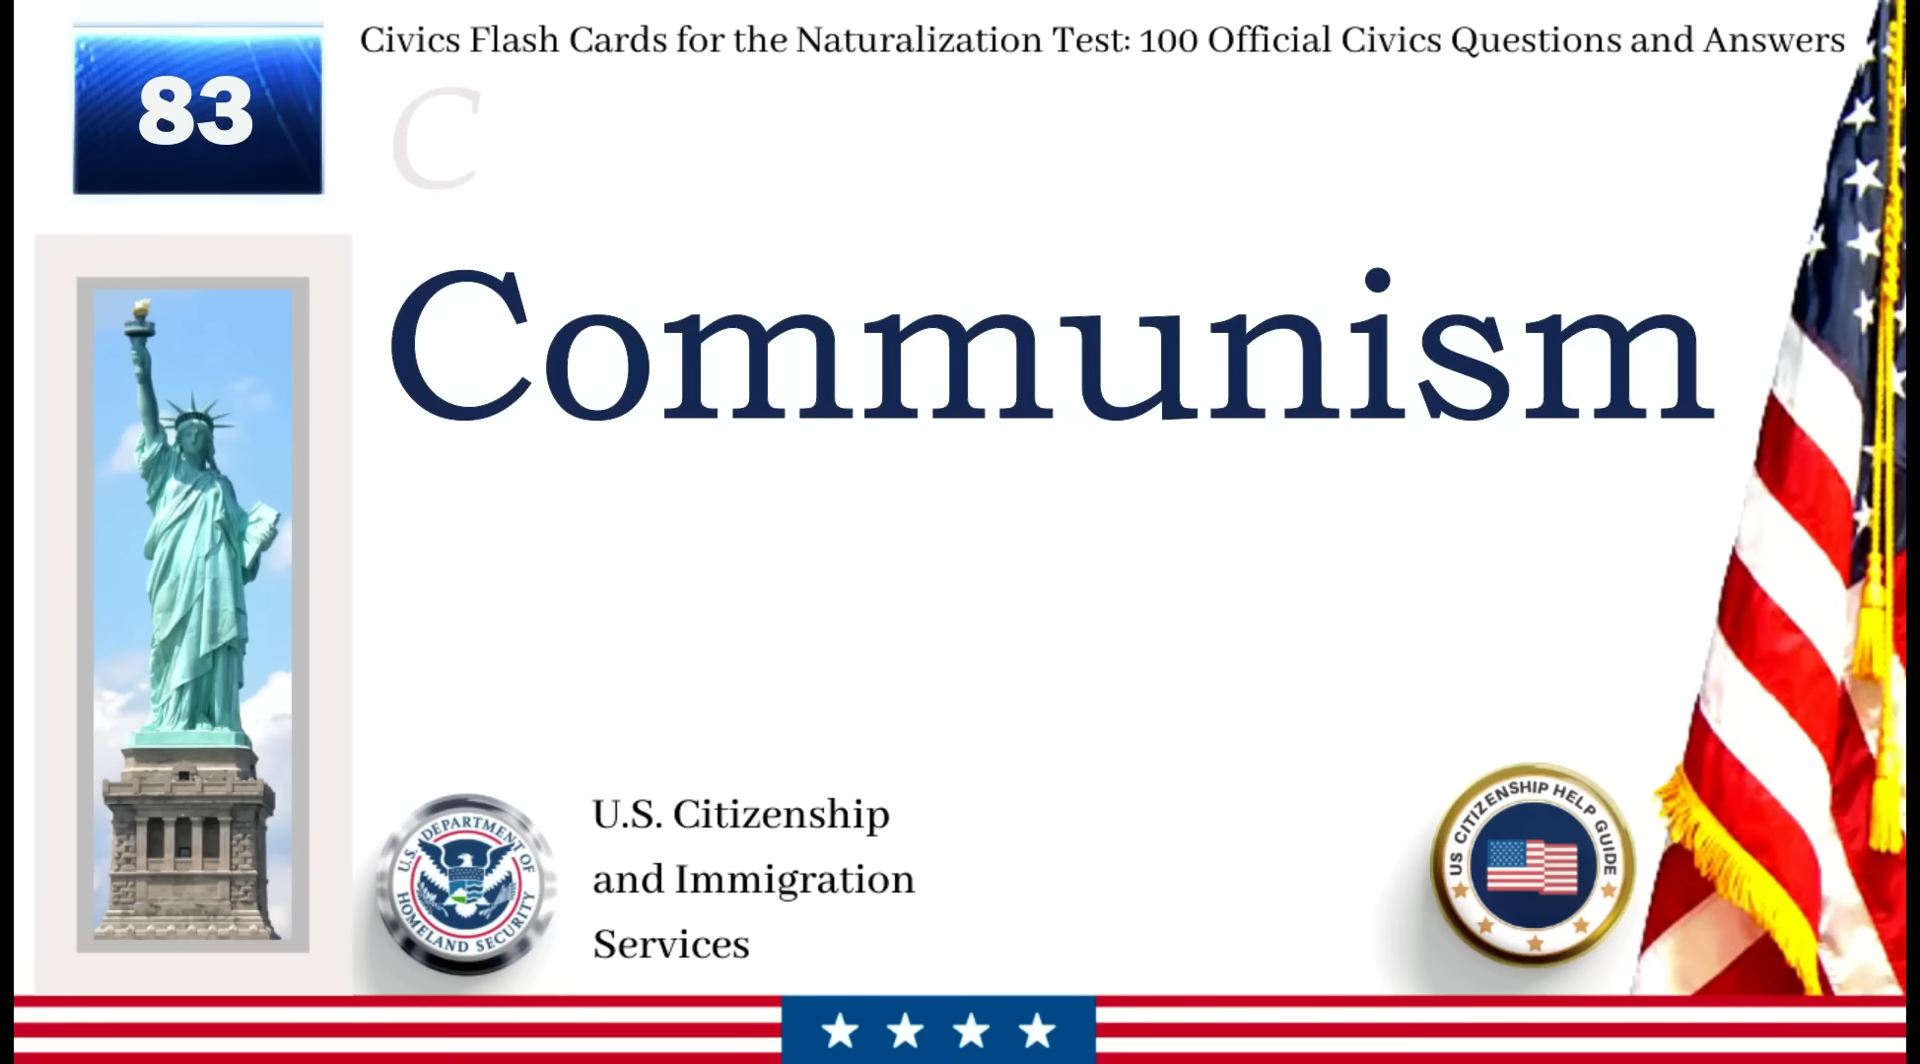 83
Civics Flash Cards for the Naturalization Test: 100 Official Civics Questions and Answers
C
Communism
U.S. Citizenship
and Immigration
Services
U.S. DEPARTMENT OF
HOMELAND SECURITY
US CITIZENSHIP HELP GUIDE